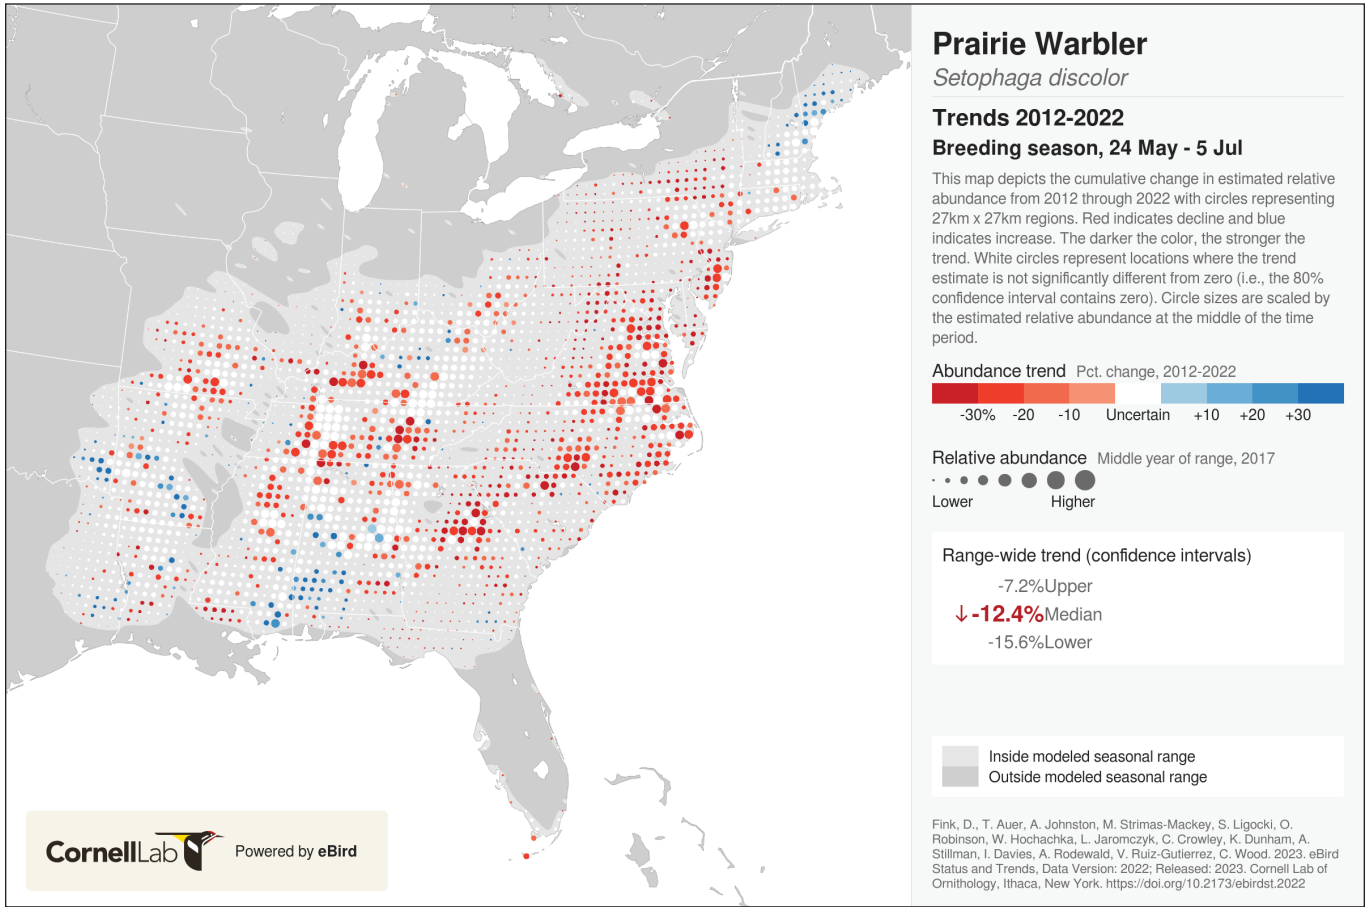 Prairie Warbler
Setophaga discolor
Trends 2012-2022
Breeding season, 24 May - 5 Jul
This map depicts the cumulative change in estimated relative
abundance from 2012 through 2022 with circles representing
27km x 27km regions. Red indicates decline and blue
indicates increase. The darker the color, the stronger the
trend. White circles represent locations where the trend
estimate is not significantly different from zero (i.e., the 80%
confidence interval contains zero). Circle sizes are scaled by
the estimated relative abundance at the middle of the time
period.
Abundance trend Pct. change, 2012-2022
-30% -20 -10 Uncertain +10 +20 +30
Relative abundance Middle year of range, 2017
Lower Higher
Range-wide trend (confidence intervals)
-7.2% Upper
↓ -12.4% Median
-15.6% Lower
Inside modeled seasonal range
Outside modeled seasonal range
Fink, D., T. Auer, A. Johnston, M. Strimas-Mackey, S. Ligocki, O.
Robinson, W. Hochachka, L. Jaromczyk, C. Crowley, K. Dunham, A.
Stillman, I. Davies, A. Rodewald, V. Ruiz-Gutierrez, C. Wood. 2023. eBird
Status and Trends, Data Version: 2022; Released: 2023. Cornell Lab of
Ornithology, Ithaca, New York. https://doi.org/10.2173/ebirdst.2022
CornellLab Powered by eBird